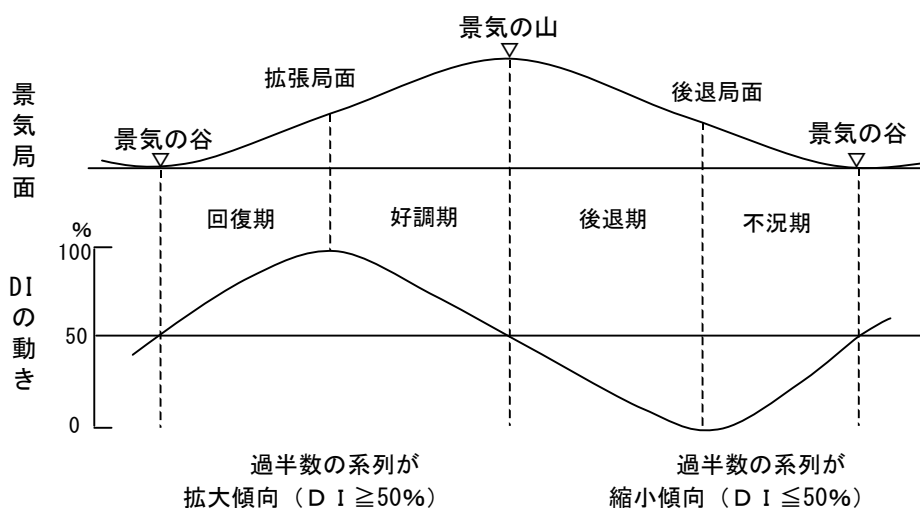 景気の山
拡張局面
後退局面
景気の谷
景気の谷
景気局面
回復期
好調期
後退期
不況期
%
100
50
0
DIの動き
過半数の系列が
拡大傾向（ＤＩ≧50%）
過半数の系列が
縮小傾向（ＤＩ≦50%）